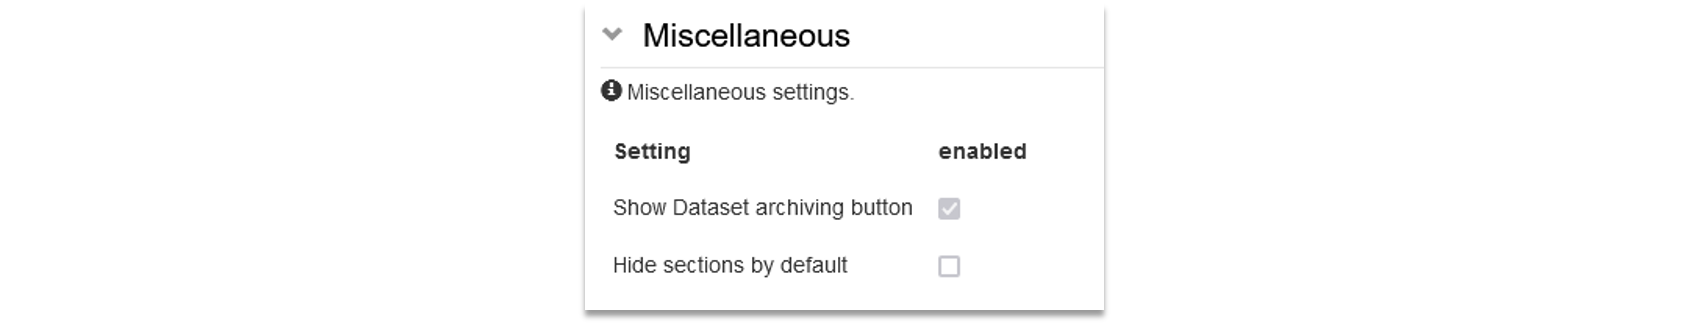 Miscellaneous
Miscellaneous settings.
Setting enabled
Show Dataset archiving button
Hide sections by default